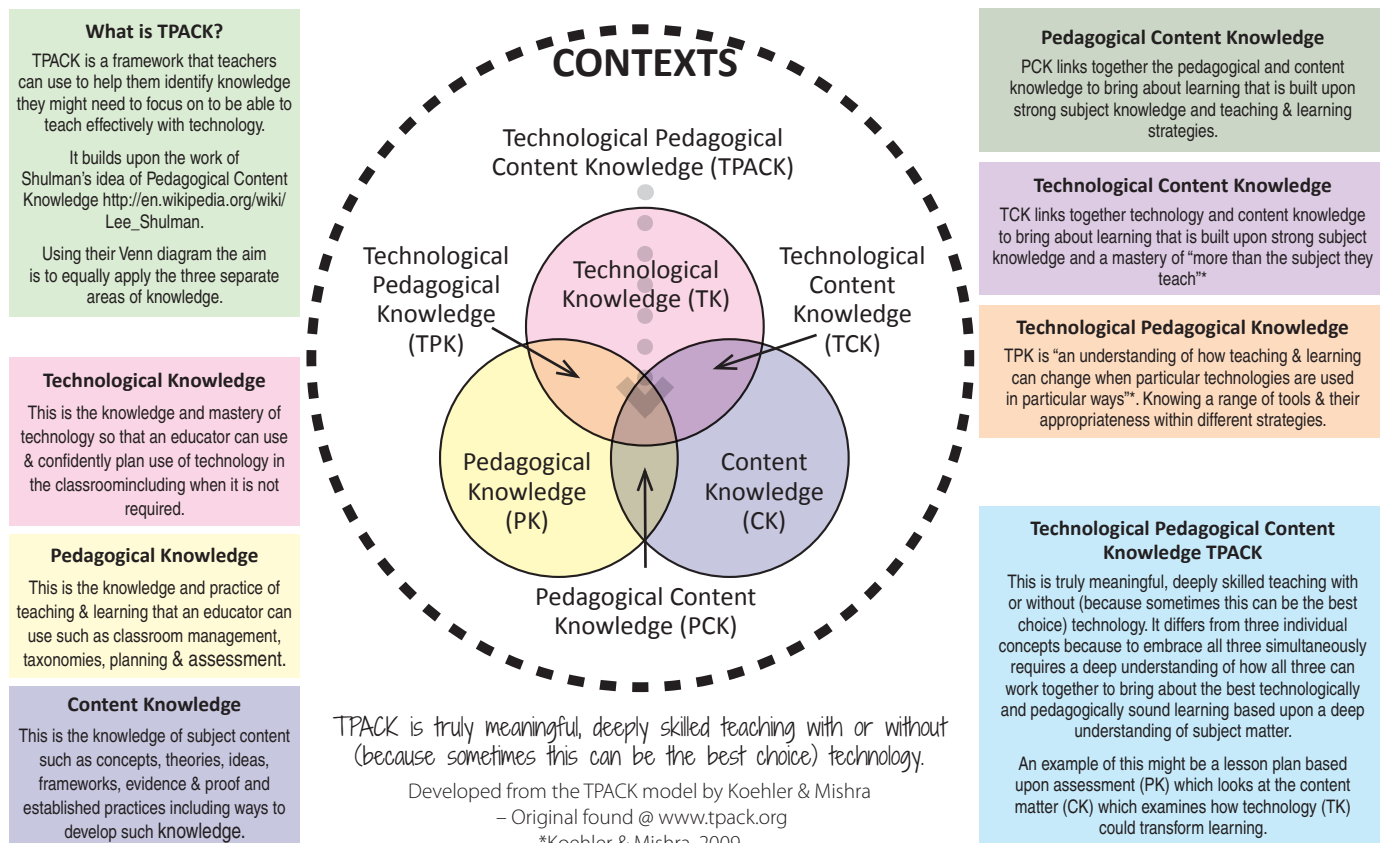 What is TPACK?
TPACK is a framework that teachers
can use to help them identify knowledge
they might need to focus on to be able to
teach effectively with technology.
It builds upon the work of
Shulman's idea of Pedagogical Content
Knowledge http://en.wikipedia.org/wiki/
Lee_Shulman.
Using their Venn diagram the aim
is to equally apply the three separate
areas of knowledge.
Technological Knowledge
This is the knowledge and mastery of
technology so that an educator can use
& confidently plan use of technology in
the classroomincluding when it is not
required.
Pedagogical Knowledge
This is the knowledge and practice of
teaching & learning that an educator can
use such as classroom management,
taxonomies, planning & assessment.
Content Knowledge
This is the knowledge of subject content
such as concepts, theories, ideas,
frameworks, evidence & proof and
established practices including ways to
develop such knowledge.
CONTEXTS
Technological Pedagogical
Content Knowledge (TPACK)
Technological
Pedagogical
Knowledge
(TPK)
Technological
Knowledge (TK)
Technological
Content
Knowledge
(TCK)
Pedagogical
Knowledge
(PK)
Content
Knowledge
(CK)
Pedagogical Content
Knowledge (PCK)
TPACK is truly meaningful, deeply skilled teaching with or without
(because sometimes this can be the best choice) technology.
Developed from the TPACK model by Koehler & Mishra
– Original found @ www.tpack.org
*Koehler & Mishra, 2009
Pedagogical Content Knowledge
PCK links together the pedagogical and content
knowledge to bring about learning that is built upon
strong subject knowledge and teaching & learning
strategies.
Technological Content Knowledge
TCK links together technology and content knowledge
to bring about learning that is built upon strong subject
knowledge and a mastery of “more than the subject they
teach”*
Technological Pedagogical Knowledge
TPK is “an understanding of how teaching & learning
can change when particular technologies are used
in particular ways”*. Knowing a range of tools & their
appropriateness within different strategies.
Technological Pedagogical Content
Knowledge TPACK
This is truly meaningful, deeply skilled teaching with
or without (because sometimes this can be the best
choice) technology. It differs from three individual
concepts because to embrace all three simultaneously
requires a deep understanding of how all three can
work together to bring about the best technologically
and pedagogically sound learning based upon a deep
understanding of subject matter.
An example of this might be a lesson plan based
upon assessment (PK) which looks at the content
matter (CK) which examines how technology (TK)
could transform learning.